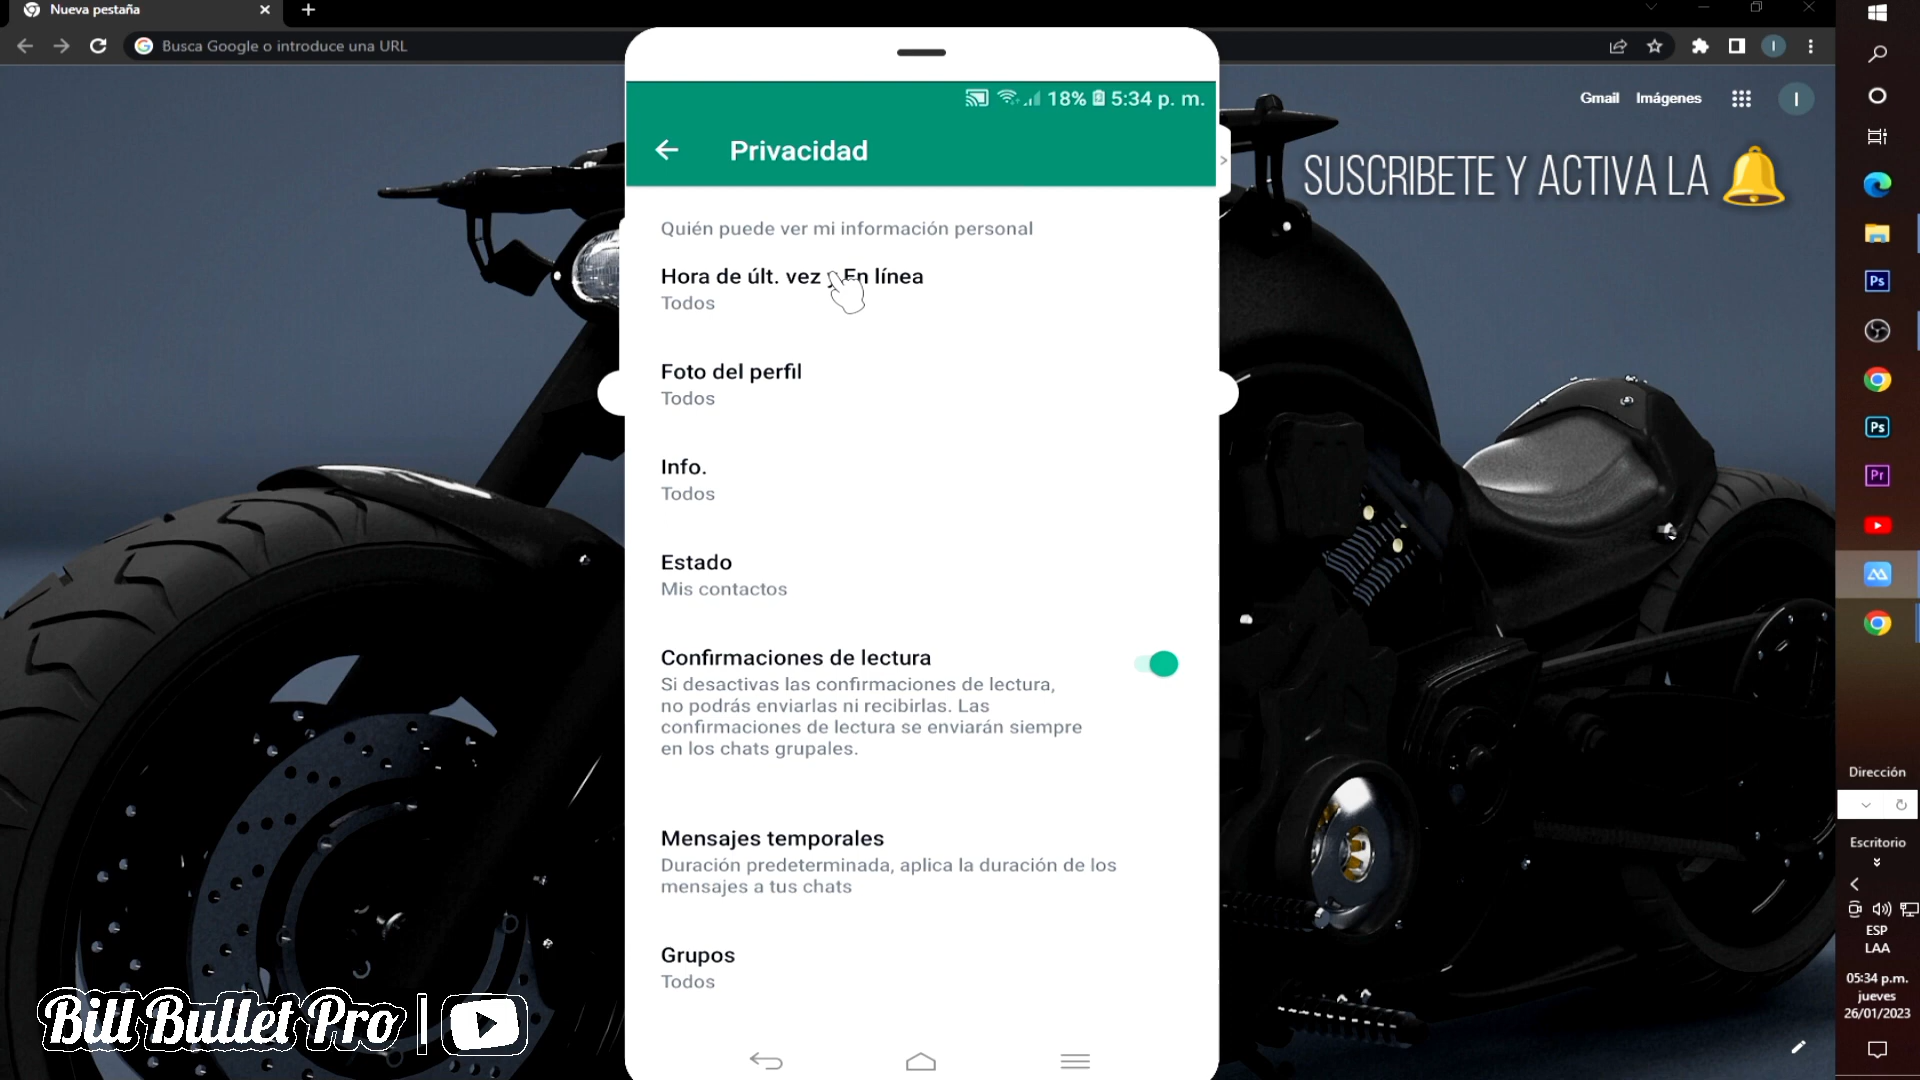 Nueva pestaña
Busca Google o introduce una URL
Gmail Imágenes
I
I
18% 5:34 p. m.
Privacidad
SUSCRIBETE Y ACTIVA LA
Quién puede ver mi información personal
Hora de últ. vez y En línea
Todos
Foto del perfil
Todos
Info.
Todos
Estado
Mis contactos
Confirmaciones de lectura
Si desactivas las confirmaciones de lectura,
no podrás enviarlas ni recibirlas. Las
confirmaciones de lectura se enviarán siempre
en los chats grupales.
Mensajes temporales
Duración predeterminada, aplica la duración de los
mensajes a tus chats
Grupos
Todos
Bill Bullet Pro |
Ps
Ps
Pr
Dirección
Escritorio
ESP
LAA
05:34 p.m.
jueves
26/01/2023